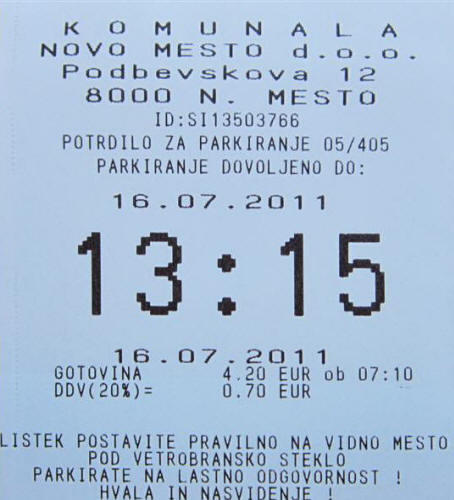 K O M U N A L A
NOVO MESTO d.o.o.
Podbevskova 12
8000 N. MESTO
ID:SI13503766
POTRDILO ZA PARKIRANJE 05/405
PARKIRANJE DOVOLJENO DO:
16.07.2011
13:15
16.07.2011
GOTOVINA 4.20 EUR ob 07:10
DDV(20%)= 0.70 EUR
LISTEK POSTAVITE PRAVILNO NA VIDNO MESTO
POD VETROBRANSKO STEKLO
PARKIRATE NA LASTNO ODGOVORNOST !
HVALA IN NASVIDENJE !